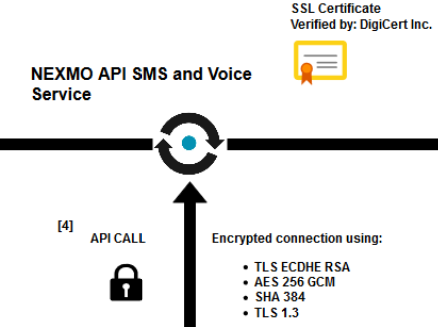 SSL Certificate
Verified by: DigiCert Inc.
NEXMO API SMS and Voice
Service
[4]
API CALL
Encrypted connection using:
• TLS ECDHE RSA
• AES 256 GCM
• SHA 384
• TLS 1.3